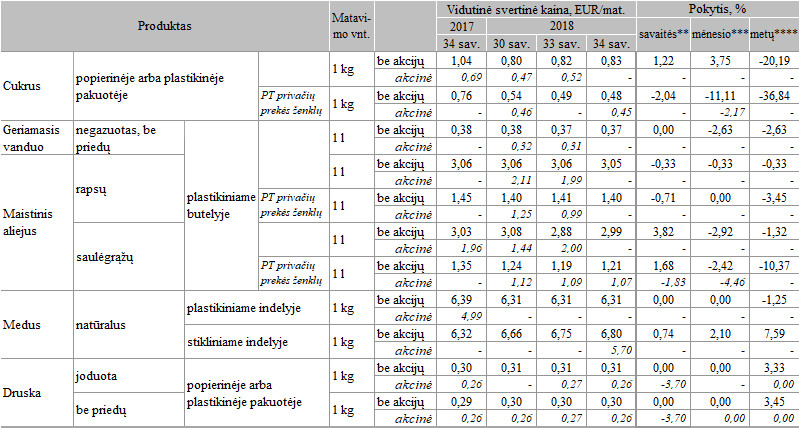 Produktas Matavi- Vidutinė svertinė kaina, EUR/mat. Pokytis, %
mo vnt. 2017 2018 savaitės** mėnesio*** metų****
34 sav. 30 sav. 33 sav. 34 sav.
Cukrus popierinėje arba plastikinėje pakuotėje 1 kg be akcijų 1,04 0,80 0,82 0,83 1,22 3,75 -20,19
akcinė 0,69 0,47 0,52 - - - -
PT privačių prekės ženklų 1 kg be akcijų 0,76 0,54 0,49 0,48 -2,04 -11,11 -36,84
akcinė - 0,46 - 0,45 - -2,17 -
Geriamasis vanduo negazuotas, be priedų plastikiniame butelyje 1 l be akcijų 0,38 0,38 0,37 0,37 0,00 -2,63 -2,63
akcinė - 0,32 0,31 - - - -
Maistinis aliejus rapsų 1 l be akcijų 3,06 3,06 3,06 3,05 -0,33 -0,33 -0,33
akcinė - 2,11 1,99 - - - -
PT privačių prekės ženklų 1 l be akcijų 1,45 1,40 1,41 1,40 -0,71 0,00 -3,45
akcinė - 1,25 0,99 - - - -
saulėgrąžų 1 l be akcijų 3,03 3,08 2,88 2,99 3,82 -2,92 -1,32
akcinė 1,96 1,44 2,00 - - - -
PT privačių prekės ženklų 1 l be akcijų 1,35 1,24 1,19 1,21 1,68 -2,42 -10,37
akcinė - 1,12 1,09 1,07 -1,83 -4,46 -
Medus natūralus plastikiniame indelyje 1 kg be akcijų 6,39 6,31 6,31 6,31 0,00 0,00 -1,25
akcinė 4,99 - - - - - -
stikliniame indelyje 1 kg be akcijų 6,32 6,66 6,75 6,80 0,74 2,10 7,59
akcinė - - - 5,70 - - -
Druska joduota popierinėje arba plastikinėje pakuotėje 1 kg be akcijų 0,30 0,31 0,31 0,31 0,00 0,00 3,33
akcinė 0,26 - 0,27 0,26 -3,70 - 0,00
be priedų 1 kg be akcijų 0,29 0,30 0,30 0,30 0,00 0,00 3,45
akcinė 0,26 0,26 0,27 0,26 -3,70 0,00 0,00